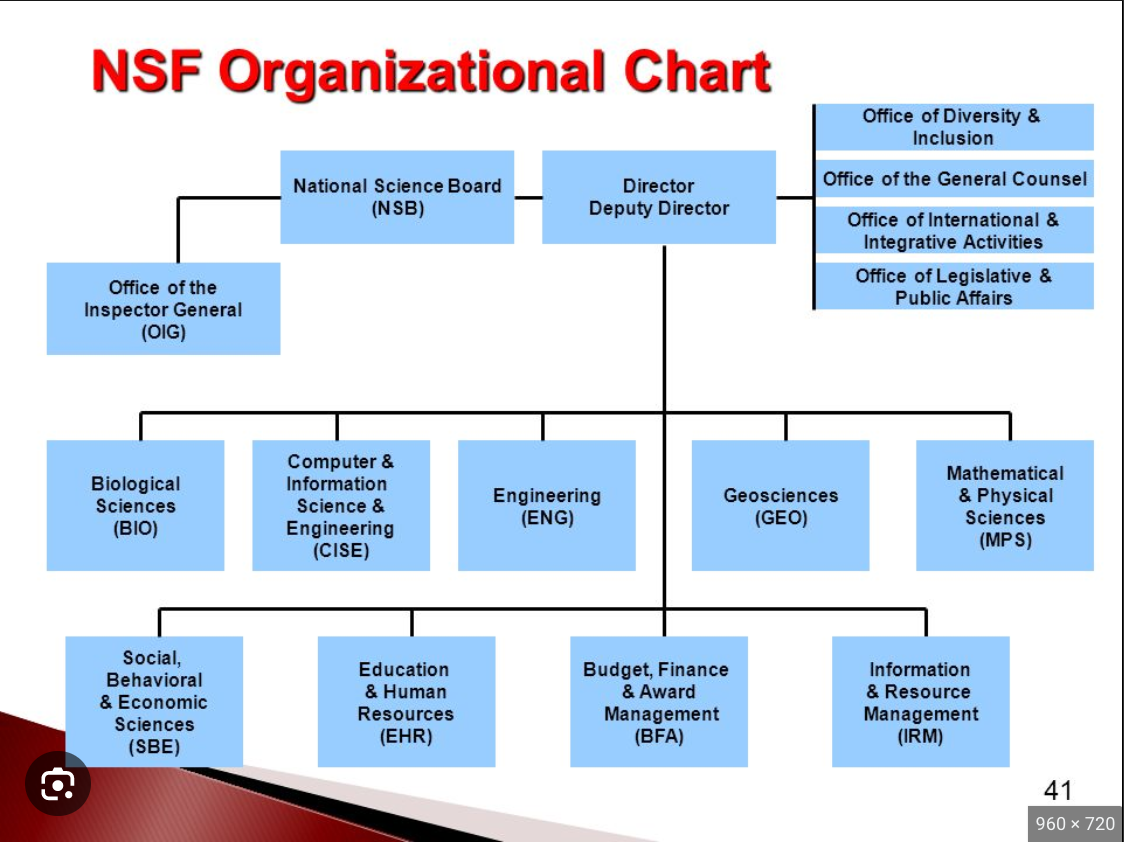 NSF Organizational Chart
Office of Diversity &
Inclusion
National Science Board
(NSB)
Director
Deputy Director
Office of the General Counsel
Office of International &
Integrative Activities
Office of Legislative &
Public Affairs
Office of the
Inspector General
(OIG)
Biological
Sciences
(BIO)
Computer &
Information
Science &
Engineering
(CISE)
Engineering
(ENG)
Geosciences
(GEO)
Mathematical
& Physical
Sciences
(MPS)
Social,
Behavioral
& Economic
Sciences
(SBE)
Education
& Human
Resources
(EHR)
Budget, Finance
& Award
Management
(BFA)
Information
& Resource
Management
(IRM)
41
960 × 720